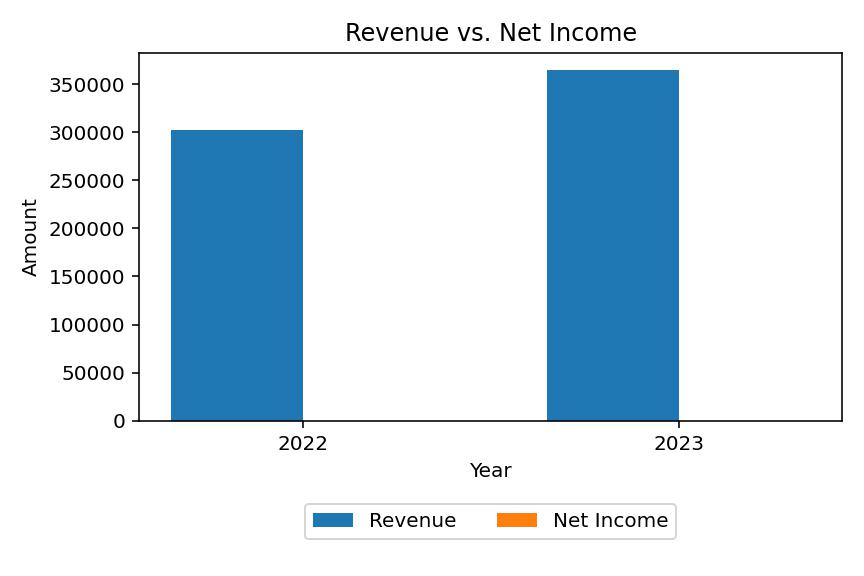 Revenue vs. Net Income
350000
300000
250000
200000
150000
100000
50000
0
Amount
2022 2023
Year
Revenue Net Income